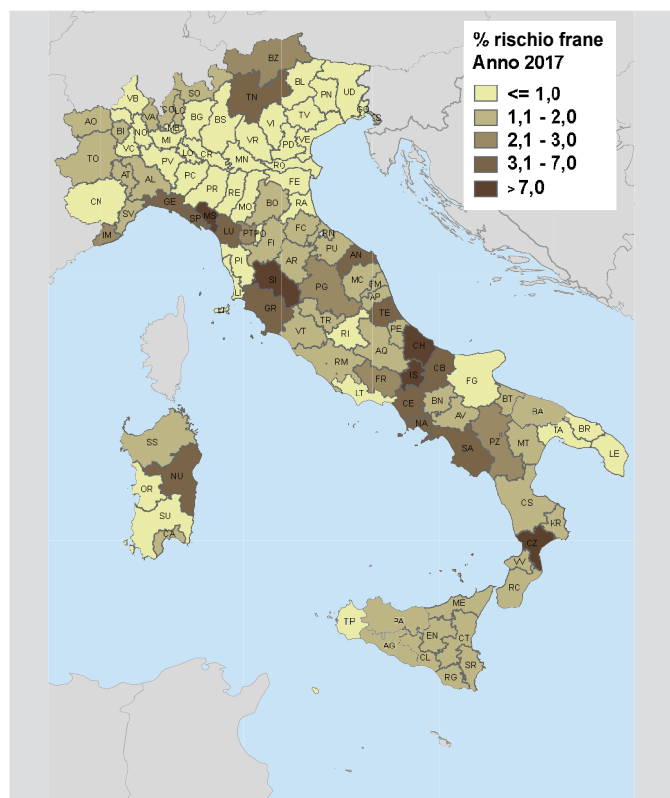 % rischio frane
Anno 2017
<= 1,0
1,1 - 2,0
2,1 - 3,0
3,1 - 7,0
> 7,0
BZ
TN
BL
SO
VB
PN
UD
AO
VA
CO
LC
BG
BS
TV
GO
BI
NO
MB
MI
VI
VE
TO
VC
LO
CR
VR
PD
MN
RO
PV
AT
AL
PC
PR
RE
MO
FE
CN
GE
BO
RA
SV
SP
MS
IM
LU
PT
PO
FC
RN
FI
PU
AN
PI
AR
LI
SI
MC
FM
PG
AP
GR
TE
TR
VT
RI
PE
AQ
CH
RM
FR
IS
CB
FG
LT
CE
BN
BT
BA
NA
AV
SA
PZ
MT
TA
BR
LE
SS
NU
OR
SU
CA
CS
KR
CZ
VV
RC
ME
TP
PA
AG
EN
CT
CL
SR
RG